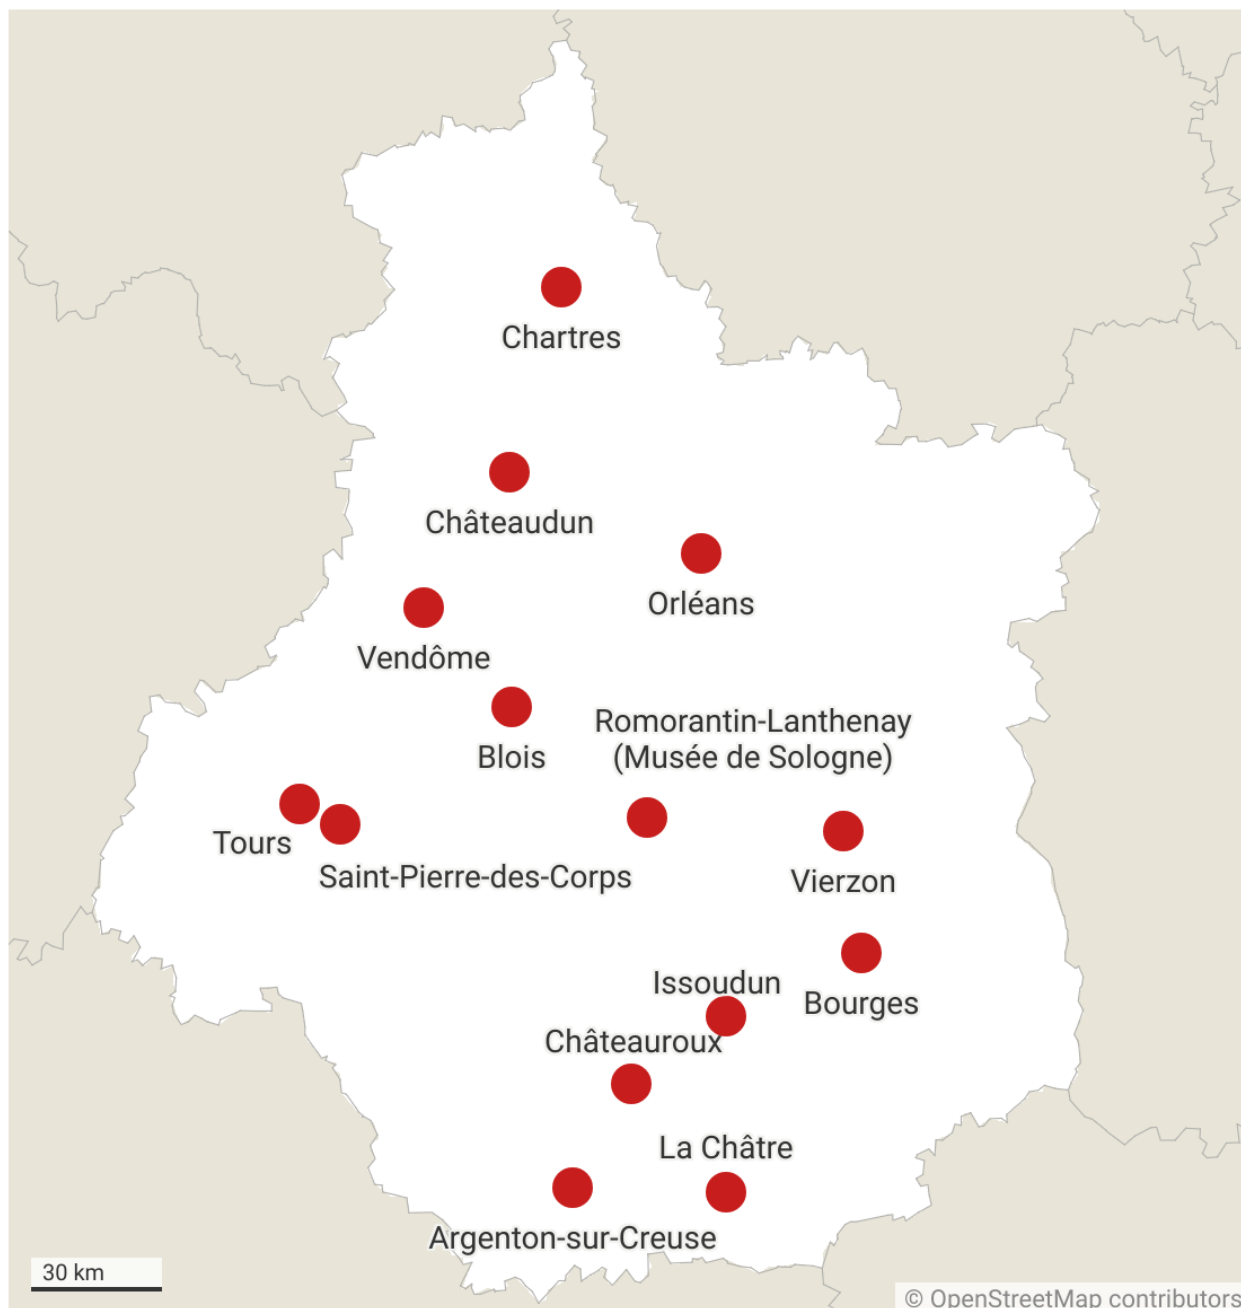 Chartres
Châteaudun
Orléans
Vendôme
Romorantin-Lanthenay
(Musée de Sologne)
Blois
Tours
Saint-Pierre-des-Corps
Vierzon
Issoudun
Bourges
Châteauroux
La Châtre
Argenton-sur-Creuse
30 km
© OpenStreetMap contributors